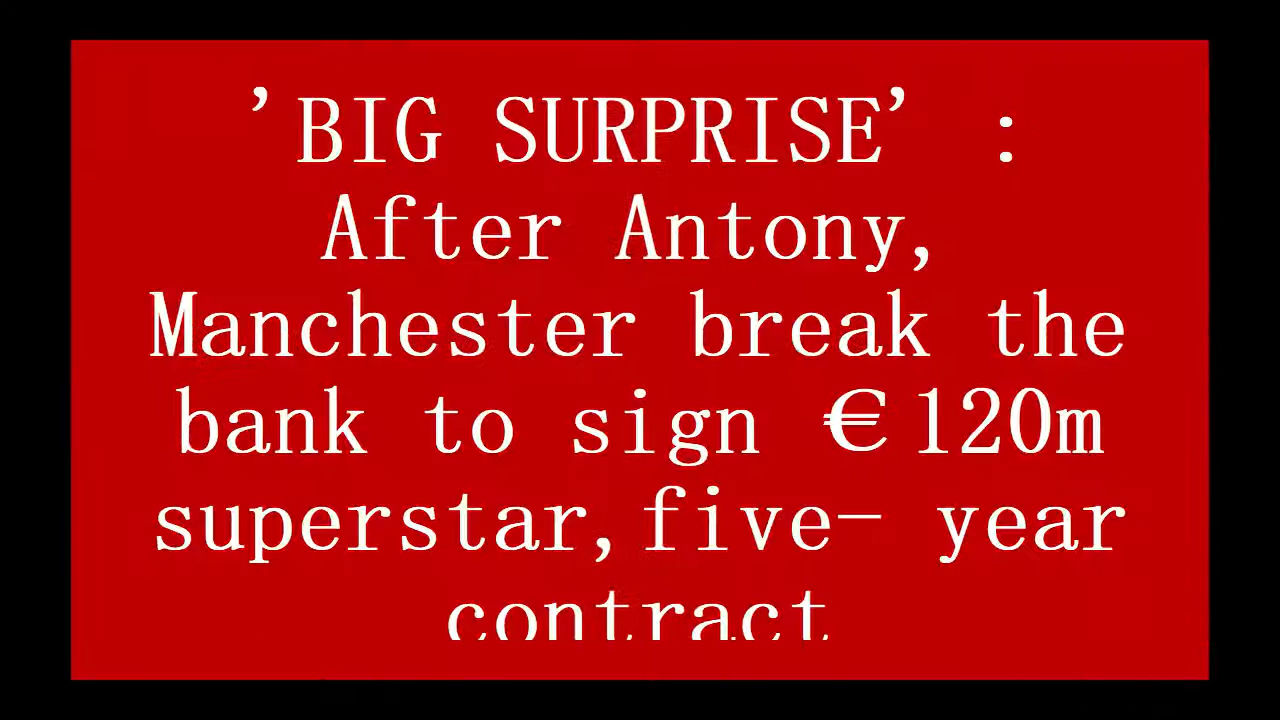 'BIG SURPRISE' :
After Antony,
Manchester break the
bank to sign €120m
superstar,five- year
contract